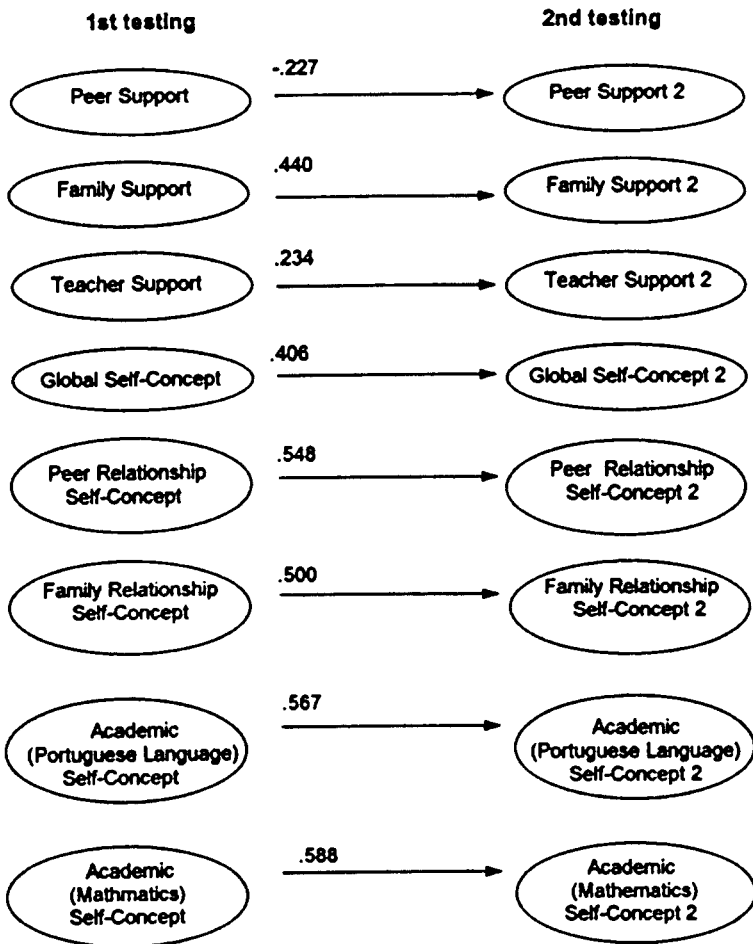 1st testing
2nd testing
Peer Support
-.227
Peer Support 2
Family Support
.440
Family Support 2
Teacher Support
.234
Teacher Support 2
Global Self-Concept
.406
Global Self-Concept 2
Peer Relationship
Self-Concept
.548
Peer Relationship
Self-Concept 2
Family Relationship
Self-Concept
.500
Family Relationship
Self-Concept 2
Academic
(Portuguese Language)
Self-Concept
.567
Academic
(Portuguese Language)
Self-Concept 2
Academic
(Mathmatics)
Self-Concept
.588
Academic
(Mathematics)
Self-Concept 2